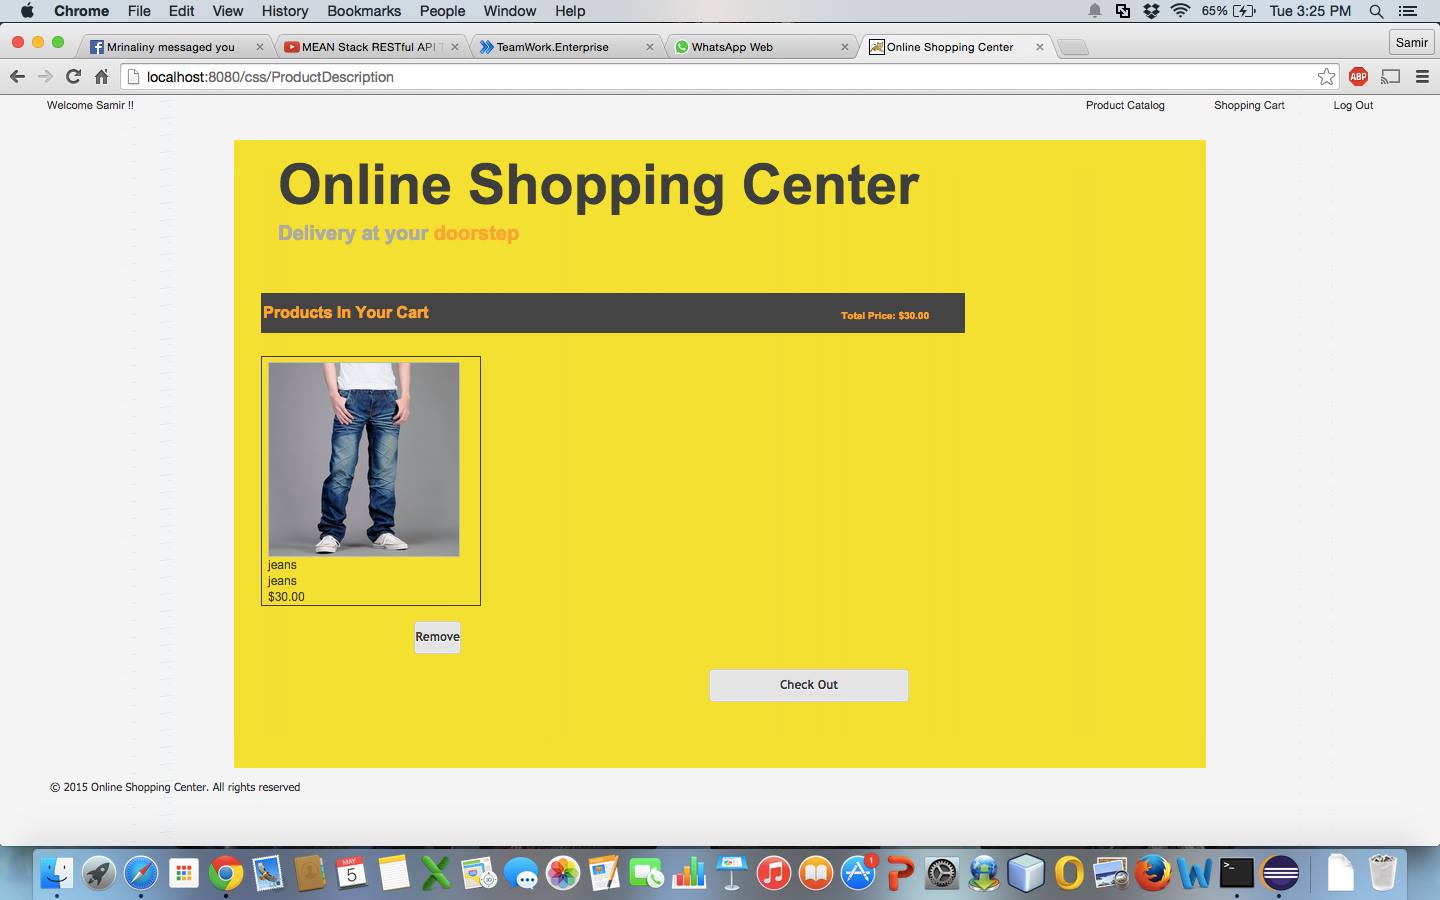 Chrome File Edit View History Bookmarks People Window Help 65% Tue 3:25 PM
Mrinaliny messaged you MEAN Stack RESTful API TeamWork.Enterprise WhatsApp Web Online Shopping Center Samir
localhost:8080/css/ProductDescription ABP
Welcome Samir !! Product Catalog Shopping Cart Log Out
Online Shopping Center
Delivery at your doorstep
Products In Your Cart Total Price: $30.00
jeans
jeans
$30.00
Remove
Check Out
© 2015 Online Shopping Center. All rights reserved
MAY
5
1